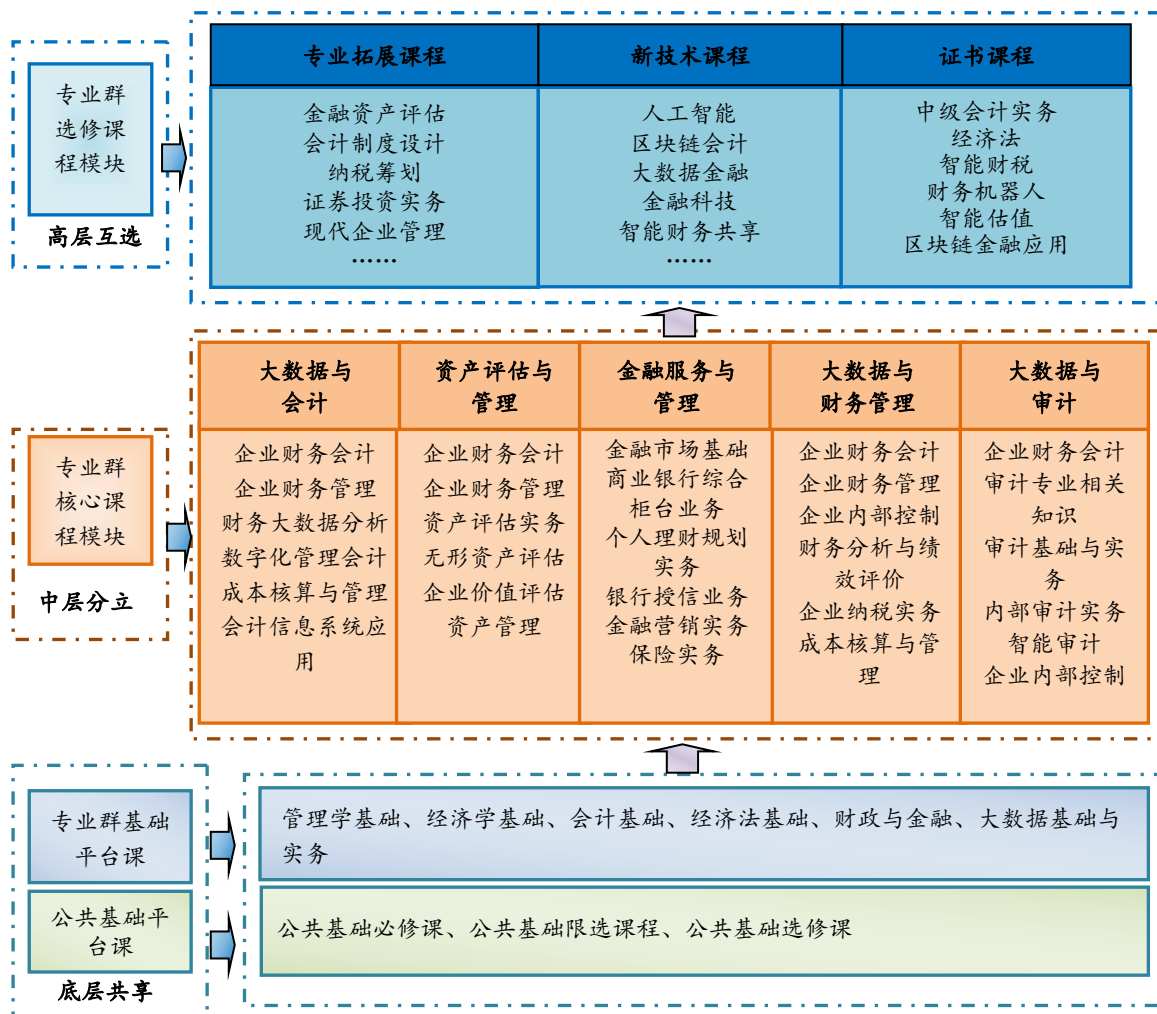 专业群
选修课
程模块
高层互选
专业拓展课程
金融资产评估
会计制度设计
纳税筹划
证券投资实务
现代企业管理
……
新技术课程
人工智能
区块链会计
大数据金融
金融科技
智能财务共享
……
证书课程
中级会计实务
经济法
智能财税
财务机器人
智能估值
区块链金融应用
专业群
核心课
程模块
中层分立
大数据与
会计
企业财务会计
企业财务管理
财务大数据分析
数字化管理会计
成本核算与管理
会计信息系统应
用
资产评估与
管理
企业财务会计
企业财务管理
资产评估实务
无形资产评估
企业价值评估
资产管理
金融服务与
管理
金融市场基础
商业银行综合
柜台业务
个人理财规划
实务
银行授信业务
金融营销实务
保险实务
大数据与
财务管理
企业财务会计
企业财务管理
企业内部控制
财务分析与绩
效评价
企业纳税实务
成本核算与管
理
大数据与
审计
企业财务会计
审计专业相关
知识
审计基础与实
务
内部审计实务
智能审计
企业内部控制
专业群基础
平台课
管理学基础、经济学基础、会计基础、经济法基础、财政与金融、大数据基础与
实务
公共基础平
台课
公共基础必修课、公共基础限选课程、公共基础选修课
底层共享